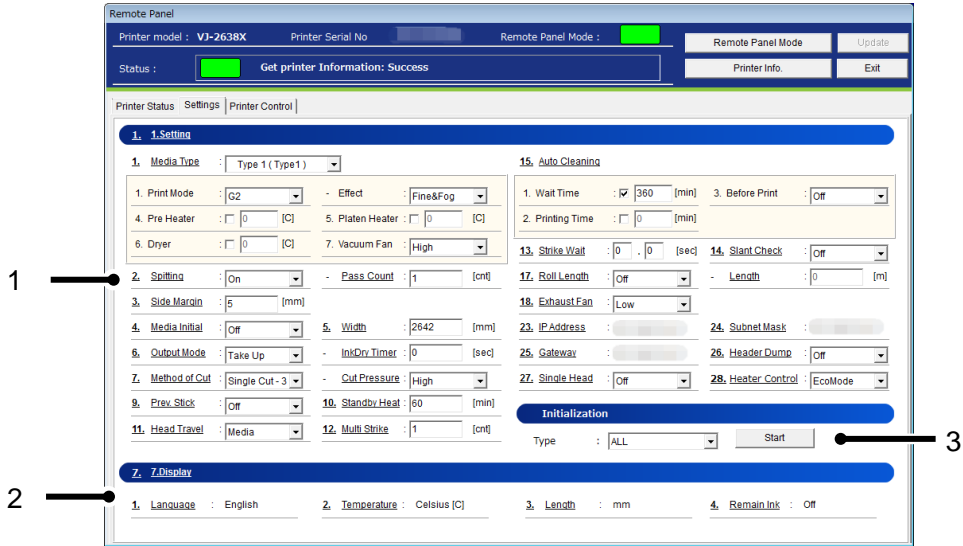 Remote Panel
Printer model : VJ-2638X Printer Serial No Remote Panel Mode :
Remote Panel Mode Update
Status : Get printer Information: Success
Printer Info. Exit
Printer Status Settings Printer Control
1. 1.Setting
1. Media Type : Type 1 ( Type1 ) 15. Auto Cleaning
1. Print Mode : G2 - Effect : Fine&Fog 1. Wait Time : 360 [min] 3. Before Print : Off
4. Pre Heater : 0 [C] 5. Platen Heater : 0 [C] 2. Printing Time : 0 [min]
6. Dryer : 0 [C] 7. Vacuum Fan : High 13. Strike Wait : 0 . 0 [sec] 14. Slant Check : Off
1 2. Spitting : On - Pass Count : 1 [cnt] 17. Roll Length : Off - Length : 0 [m]
3. Side Margin : 5 [mm] 18. Exhaust Fan : Low
4. Media Initial : Off 5. Width : 2642 [mm] 23. IP Address : 24. Subnet Mask :
6. Output Mode : Take Up - InkDry Timer : 0 [sec] 25. Gateway : 26. Header Dump : Off
7. Method of Cut : Single Cut - 3 - Cut Pressure : High 27. Single Head : Off 28. Heater Control : EcoMode
9. Prev. Stick : Off 10. Standby Heat : 60 [min] Initialization
11. Head Travel : Media 12. Multi Strike : 1 [cnt] Type : ALL Start 3
7. 7.Display
2 1. Language : English 2. Temperature : Celsius [C] 3. Length : mm 4. Remain Ink : Off